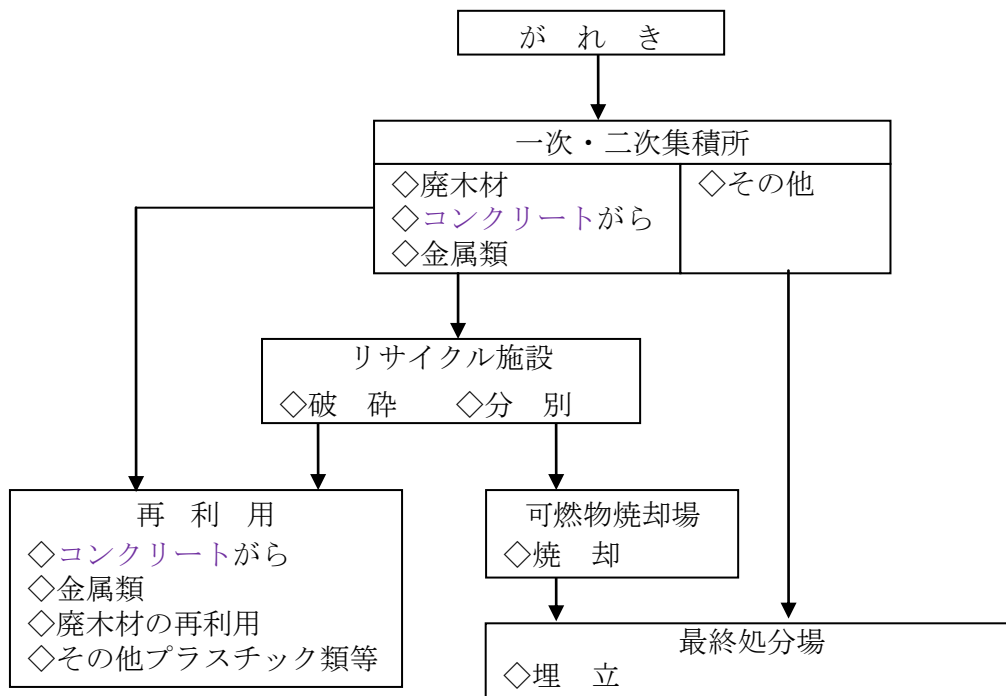 が れ き
一次・二次集積所
◇廃木材
◇コンクリートがら
◇金属類
◇その他
リサイクル施設
◇破 砕 ◇分 別
再 利 用
◇コンクリートがら
◇金属類
◇廃木材の再利用
◇その他プラスチック類等
可燃物焼却場
◇焼 却
最終処分場
◇埋 立